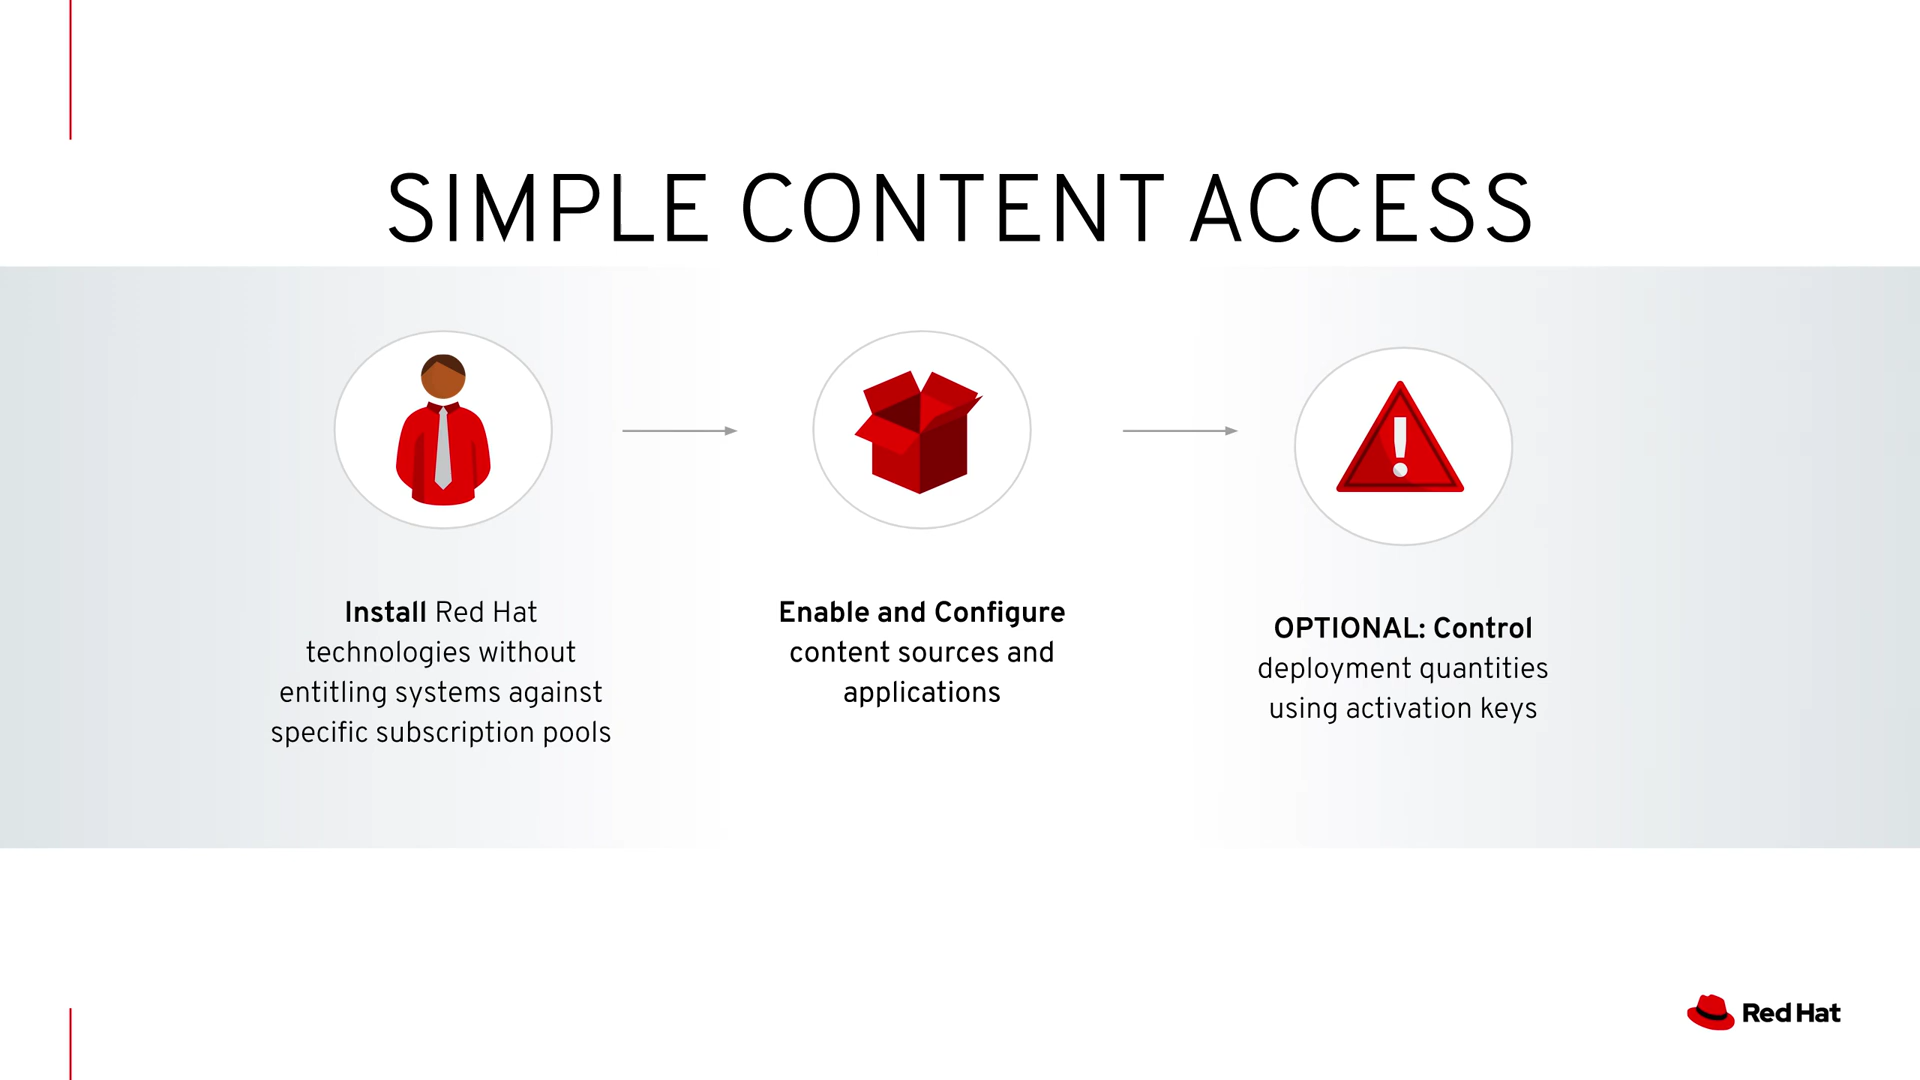 SIMPLE CONTENT ACCESS
Install Red Hat
technologies without
entitling systems against
specific subscription pools
Enable and Configure
content sources and
applications
OPTIONAL: Control
deployment quantities
using activation keys
Red Hat